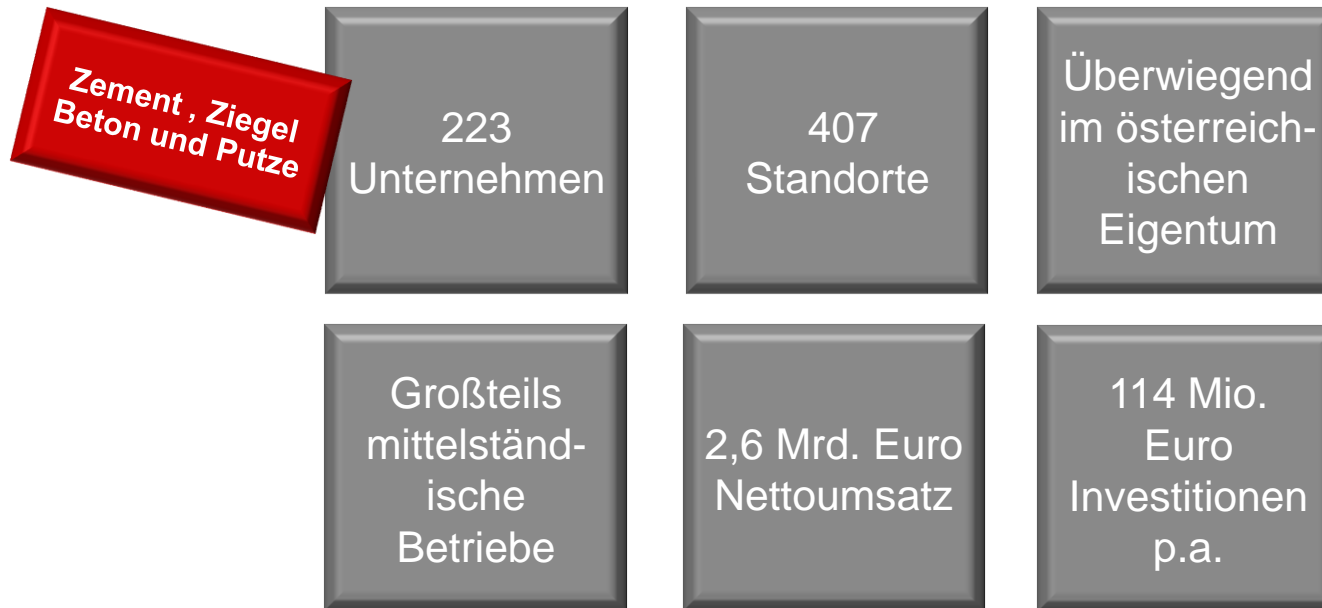 Zement , Ziegel
Beton und Putze
223
Unternehmen
407
Standorte
Überwiegend
im österreich-
ischen
Eigentum
Großteils
mittelständ-
ische
Betriebe
2,6 Mrd. Euro
Nettoumsatz
114 Mio.
Euro
Investitionen
p.a.